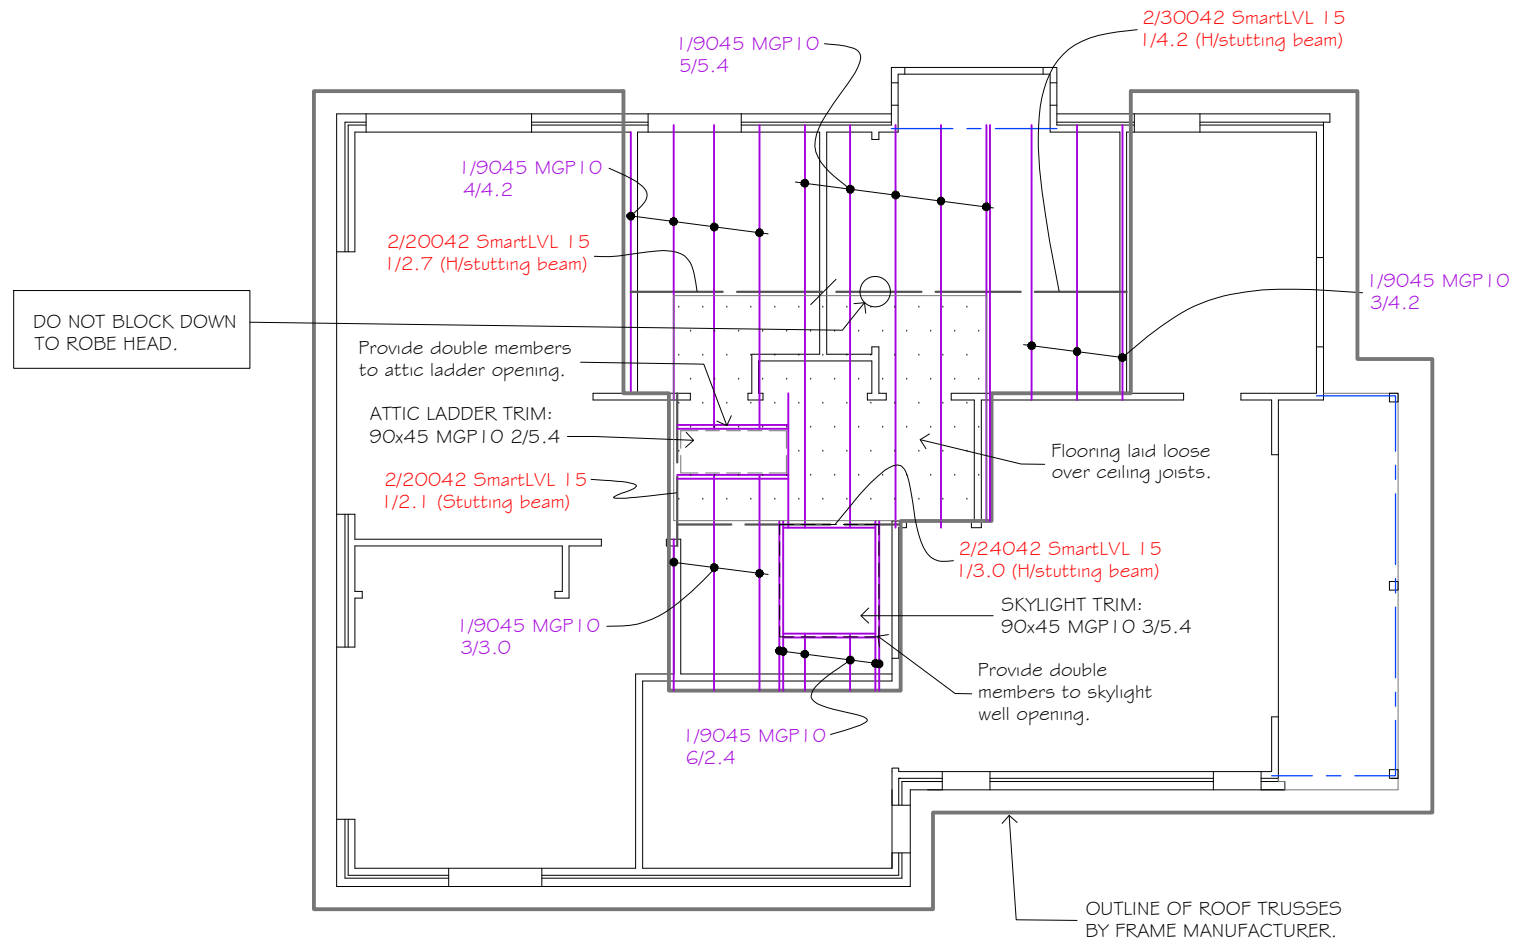 2/30042 SmartLVL 15
1/4.2 (H/stutting beam)
1/9045 MGP10
5/5.4
1/9045 MGP10
4/4.2
2/20042 SmartLVL 15
1/2.7 (H/stutting beam)
1/9045 MGP10
3/4.2
DO NOT BLOCK DOWN
TO ROBE HEAD.
Provide double members
to attic ladder opening.
ATTIC LADDER TRIM:
90x45 MGP10 2/5.4
Flooring laid loose
over ceiling joists.
2/20042 SmartLVL 15
1/2.1 (Stutting beam)
2/24042 SmartLVL 15
1/3.0 (H/stutting beam)
SKYLIGHT TRIM:
90x45 MGP10 3/5.4
1/9045 MGP10
3/3.0
Provide double
members to skylight
well opening.
1/9045 MGP10
6/2.4
OUTLINE OF ROOF TRUSSES
BY FRAME MANUFACTURER.